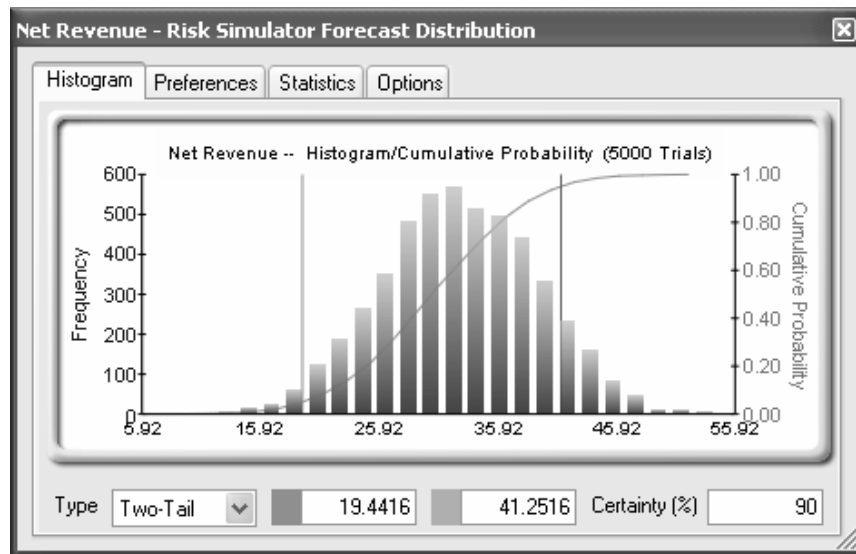 Net Revenue - Risk Simulator Forecast Distribution
Histogram Preferences Statistics Options
Net Revenue -- Histogram/Cumulative Probability (5000 Trials)
600
500
400
300
200
100
0
Frequency
1.00
0.80
0.60
0.40
0.20
0.00
Cumulative Probability
5.92 15.92 25.92 35.92 45.92 55.92
Type Two-Tail 19.4416 41.2516 Certainty (%) 90